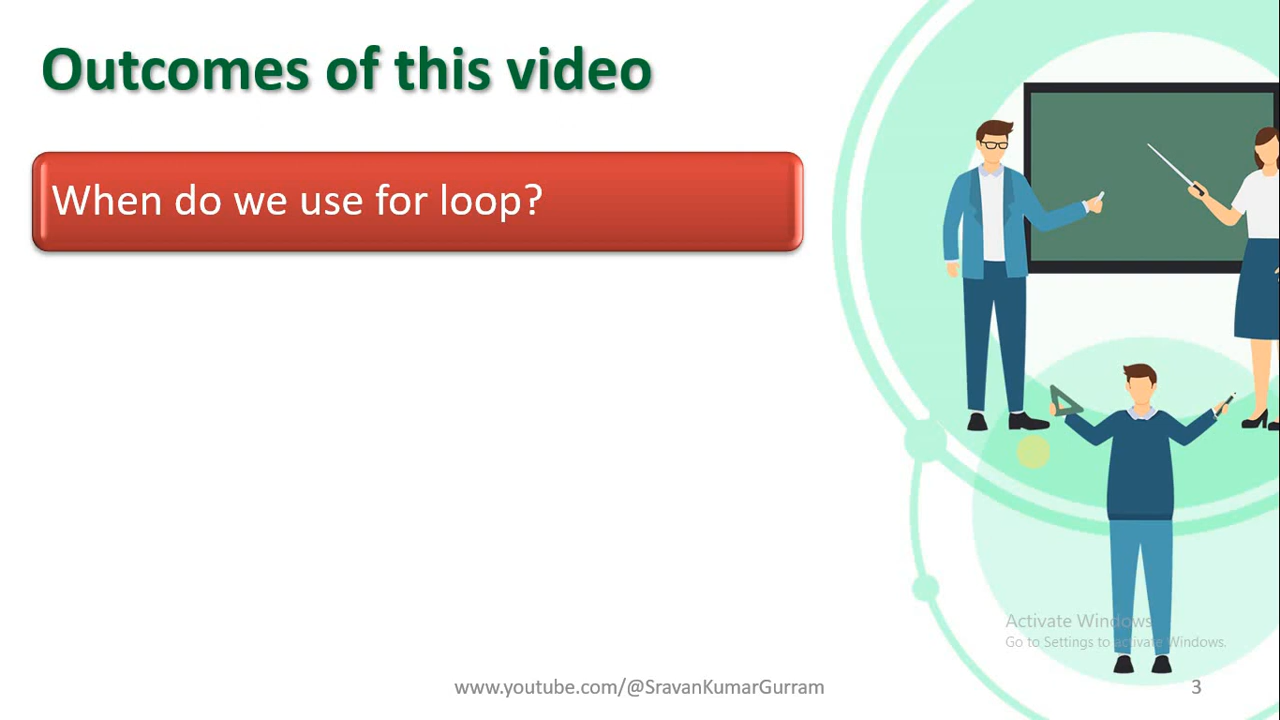 Outcomes of this video
When do we use for loop?
Activate Windows
Go to Settings to activate Windows.
www.youtube.com/@SravanKumarGurram
3